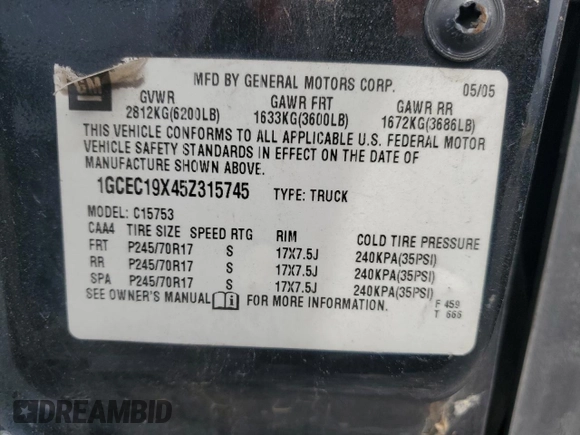 GM
MFD BY GENERAL MOTORS CORP. 05/05
GVWR GAWR FRT GAWR RR
2812KG(6200LB) 1633KG(3600LB) 1672KG(3686LB)
THIS VEHICLE CONFORMS TO ALL APPLICABLE U.S. FEDERAL MOTOR
VEHICLE SAFETY STANDARDS IN EFFECT ON THE DATE OF
MANUFACTURE SHOWN ABOVE.
1GCEC19X45Z315745 TYPE: TRUCK
MODEL: C15753
CAA4 TIRE SIZE SPEED RTG RIM COLD TIRE PRESSURE
FRT P245/70R17 S 17X7.5J 240KPA(35PSI)
RR P245/70R17 S 17X7.5J 240KPA(35PSI)
SPA P245/70R17 S 17X7.5J 240KPA(35PSI)
SEE OWNER'S MANUAL FOR MORE INFORMATION. F 459
T 666
DREAMBID